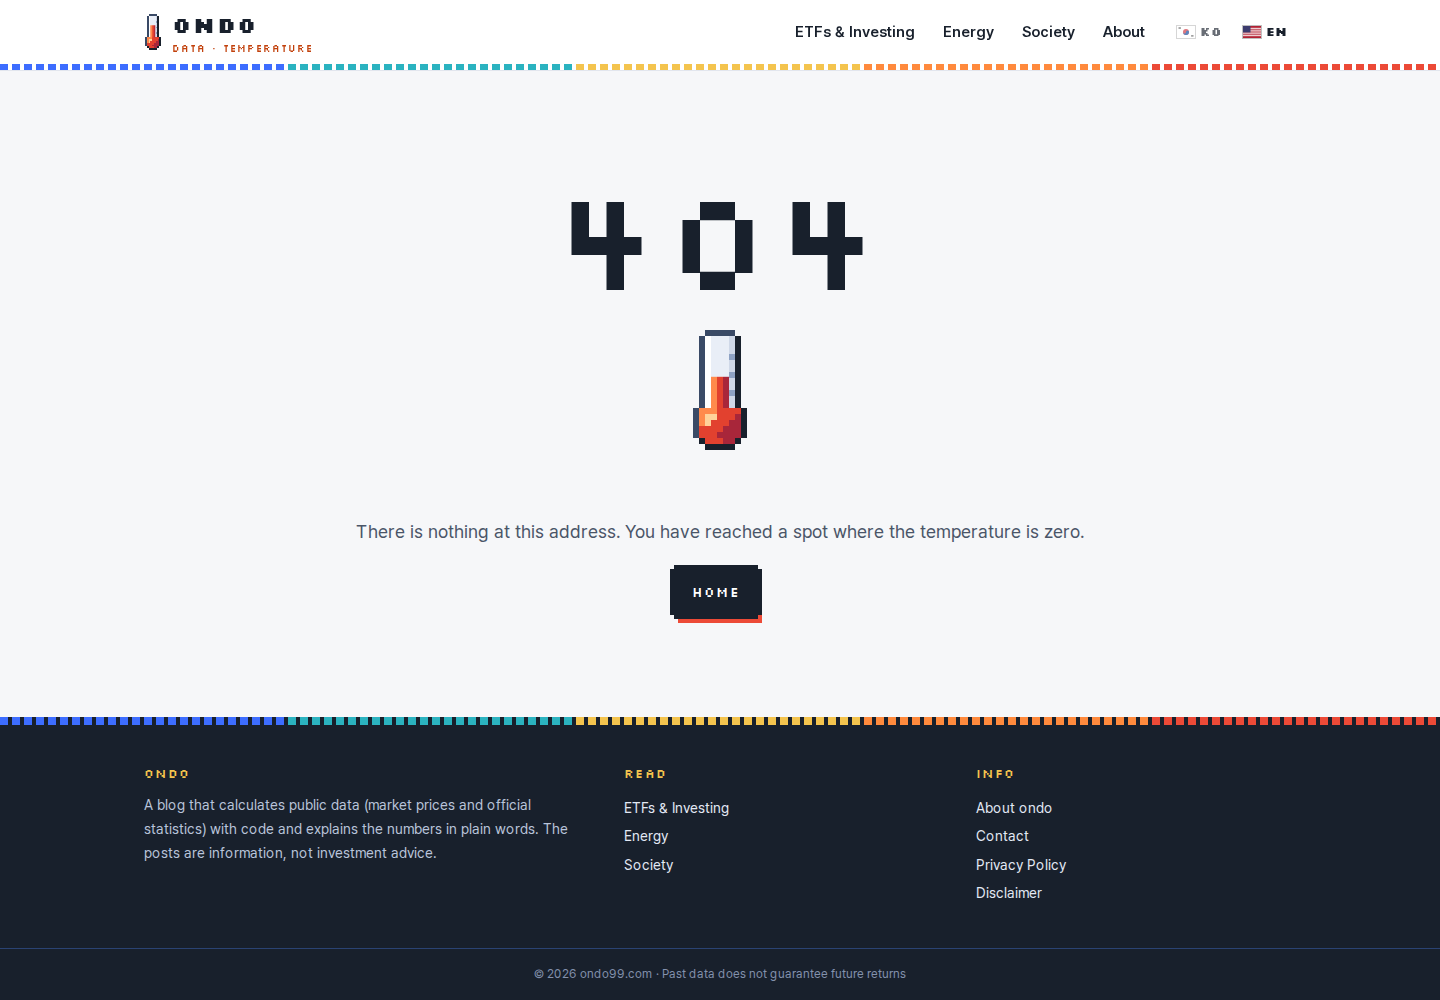 ONDO
DATA · TEMPERATURE
ETFs & Investing
Energy
Society
About
KO
EN
404
There is nothing at this address. You have reached a spot where the temperature is zero.
HOME
ONDO
A blog that calculates public data (market prices and official
statistics) with code and explains the numbers in plain words. The
posts are information, not investment advice.
READ
ETFs & Investing
Energy
Society
INFO
About ondo
Contact
Privacy Policy
Disclaimer
© 2026 ondo99.com · Past data does not guarantee future returns